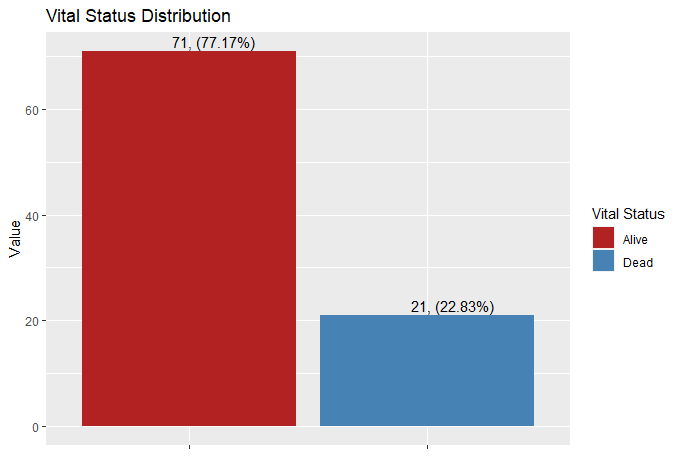 Vital Status Distribution
71, (77.17%)
60
40
20
0
Value
21, (22.83%)
Vital Status
Alive
Dead